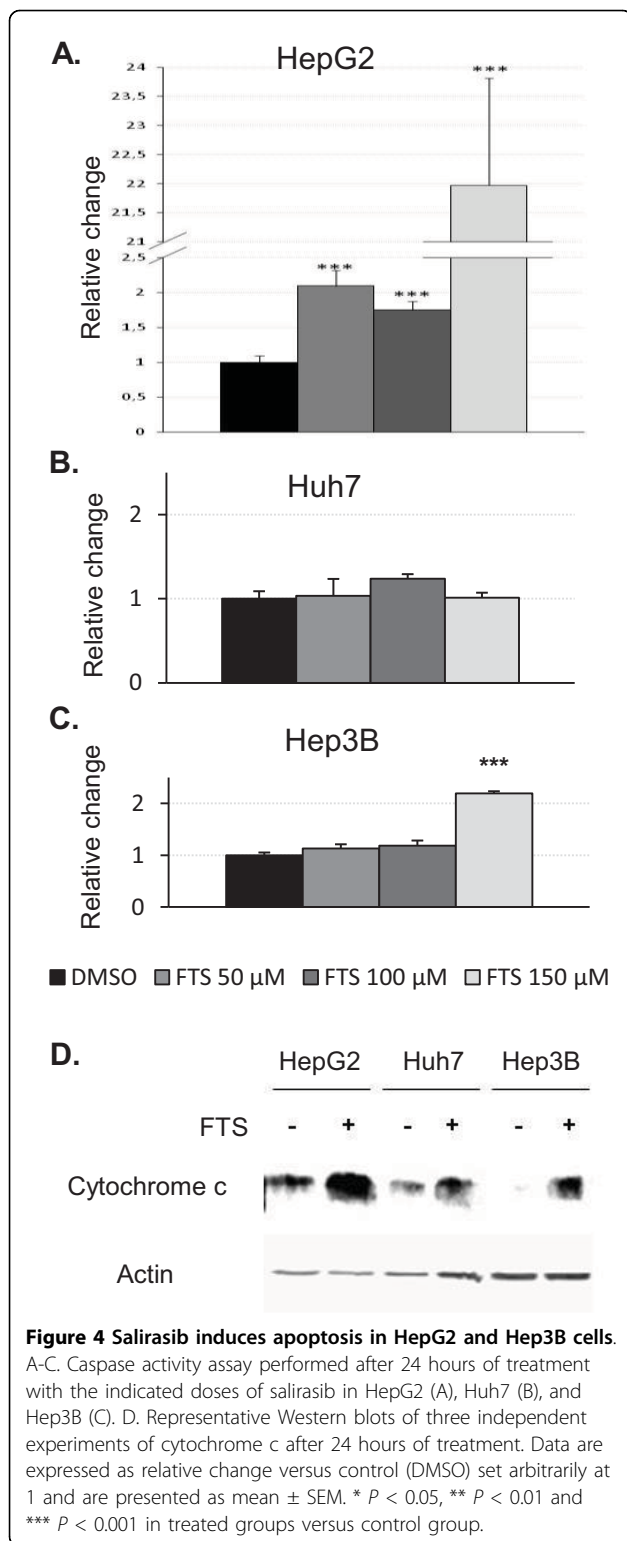 A.
HepG2
Relative change
24
23,5
23
22,5
22
21,5
21
2,5
2
1,5
1
0,5
0
***
***
***
B.
Huh7
Relative change
2
1
0
C.
Hep3B
Relative change
2
1
0
***
DMSO FTS 50 µM FTS 100 µM FTS 150 µM
D.
HepG2 Huh7 Hep3B
FTS - + - + - +
Cytochrome c
Actin
Figure 4 Salirasib induces apoptosis in HepG2 and Hep3B cells.
A-C. Caspase activity assay performed after 24 hours of treatment
with the indicated doses of salirasib in HepG2 (A), Huh7 (B), and
Hep3B (C). D. Representative Western blots of three independent
experiments of cytochrome c after 24 hours of treatment. Data are
expressed as relative change versus control (DMSO) set arbitrarily at
1 and are presented as mean ± SEM. * P < 0.05, ** P < 0.01 and
*** P < 0.001 in treated groups versus control group.